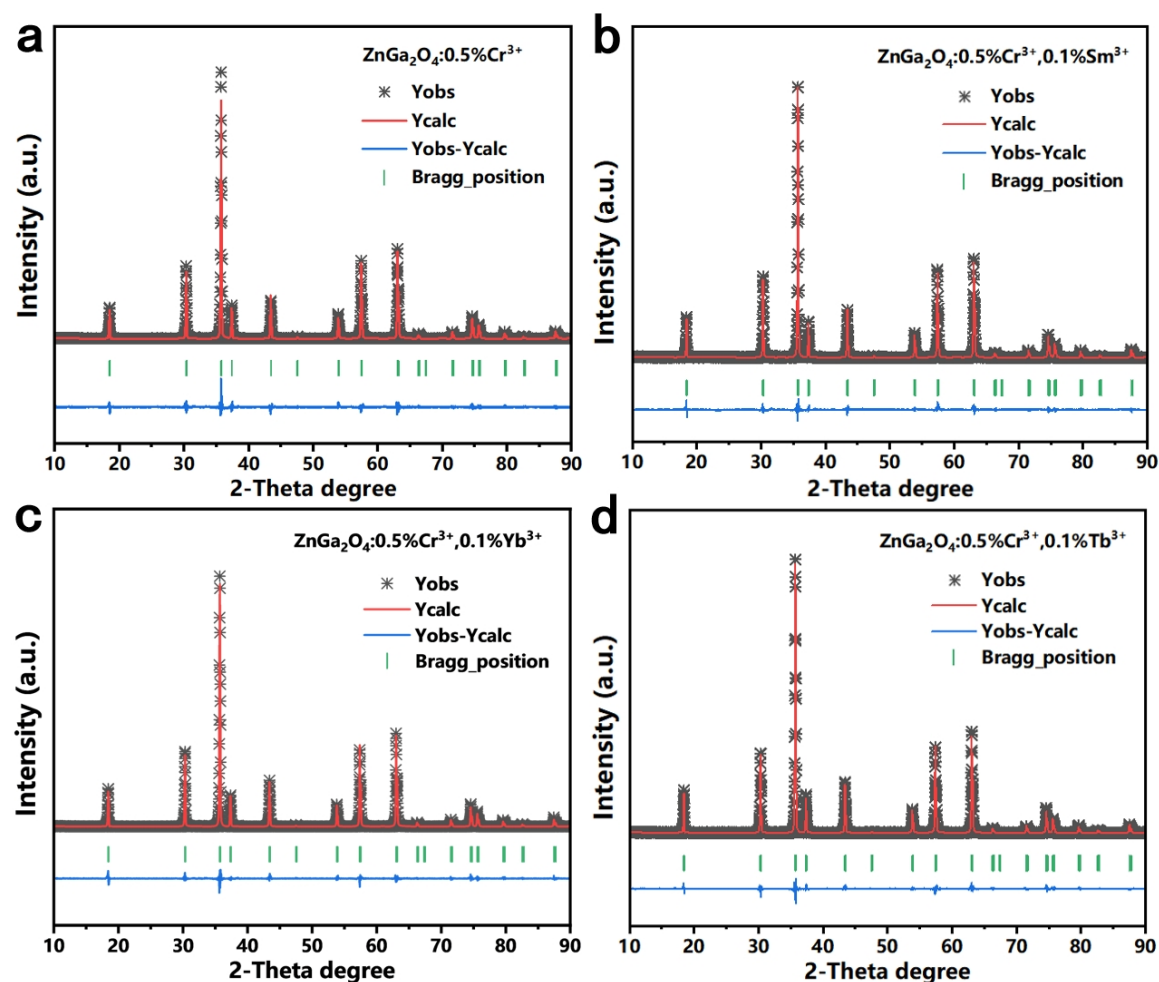 a
ZnGa₂O₄:0.5%Cr³⁺
Yobs
Ycalc
Yobs-Ycalc
Bragg_position
Intensity (a.u.)
10 20 30 40 50 60 70 80 90
2-Theta degree
b
ZnGa₂O₄:0.5%Cr³⁺,0.1%Sm³⁺
Yobs
Ycalc
Yobs-Ycalc
Bragg_position
Intensity (a.u.)
10 20 30 40 50 60 70 80 90
2-Theta degree
c
ZnGa₂O₄:0.5%Cr³⁺,0.1%Yb³⁺
Yobs
Ycalc
Yobs-Ycalc
Bragg_position
Intensity (a.u.)
10 20 30 40 50 60 70 80 90
2-Theta degree
d
ZnGa₂O₄:0.5%Cr³⁺,0.1%Tb³⁺
Yobs
Ycalc
Yobs-Ycalc
Bragg_position
Intensity (a.u.)
10 20 30 40 50 60 70 80 90
2-Theta degree